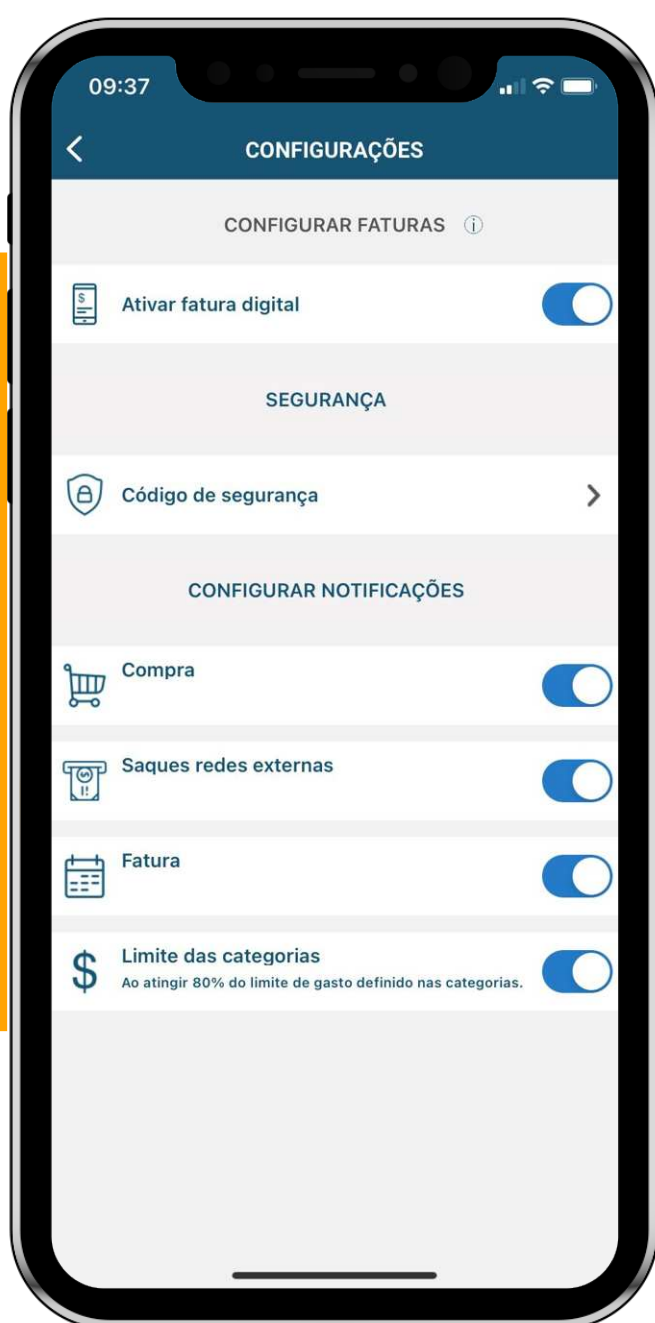 09:37
CONFIGURAÇÕES
CONFIGURAR FATURAS
Ativar fatura digital
SEGURANÇA
Código de segurança
CONFIGURAR NOTIFICAÇÕES
Compra
Saques redes externas
Fatura
Limite das categorias
Ao atingir 80% do limite de gasto definido nas categorias.